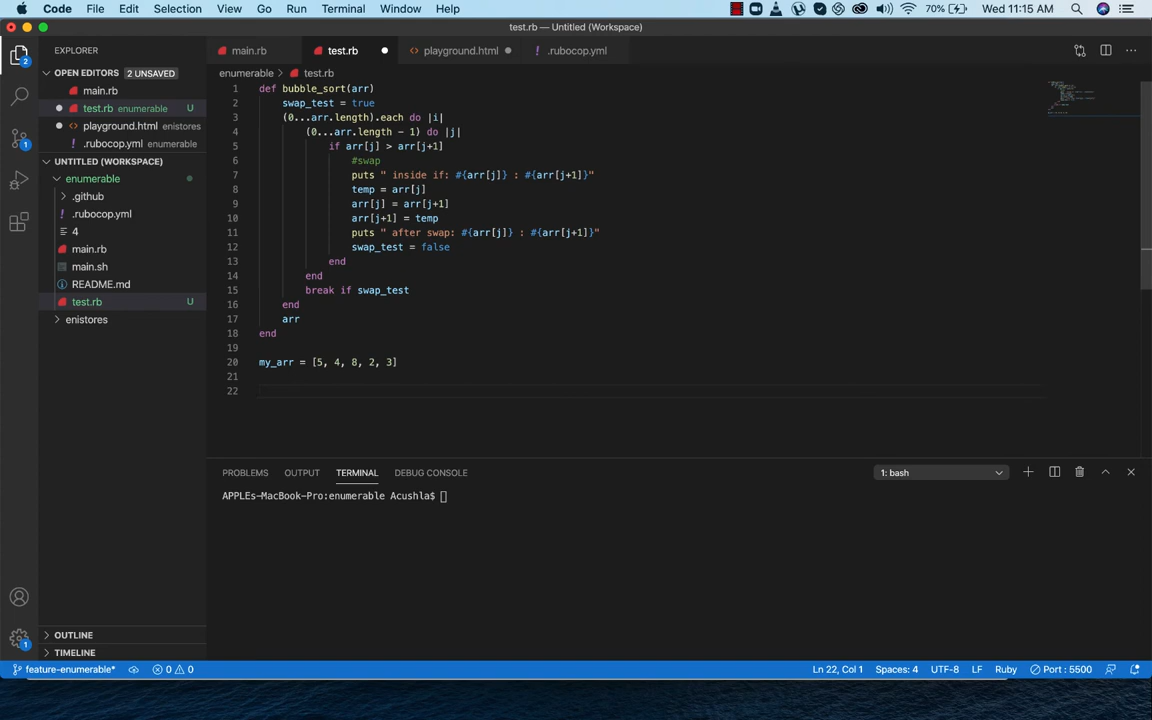 Code File Edit Selection View Go Run Terminal Window Help 70% Wed 11:15 AM
test.rb — Untitled (Workspace)
EXPLORER
main.rb test.rb playground.html .rubocop.yml
OPEN EDITORS 2 UNSAVED
enumerable > test.rb
main.rb
test.rb enumerable U
playground.html enistores
! .rubocop.yml enumerable
UNTITLED (WORKSPACE)
enumerable
.github
! .rubocop.yml
4
main.rb
main.sh
README.md
test.rb U
enistores
OUTLINE
TIMELINE
2
1
1
1 def bubble_sort(arr)
2 swap_test = true
3 (0...arr.length).each do |i|
4 (0...arr.length - 1) do |j|
5 if arr[j] > arr[j+1]
6 #swap
7 puts " inside if: #{arr[j]} : #{arr[j+1]}"
8 temp = arr[j]
9 arr[j] = arr[j+1]
10 arr[j+1] = temp
11 puts " after swap: #{arr[j]} : #{arr[j+1]}"
12 swap_test = false
13 end
14 end
15 break if swap_test
16 end
17 arr
18 end
19
20 my_arr = [5, 4, 8, 2, 3]
21
22
PROBLEMS OUTPUT TERMINAL DEBUG CONSOLE 1: bash
APPLEs-MacBook-Pro:enumerable Acushla$
feature-enumerable* 0 0 Ln 22, Col 1 Spaces: 4 UTF-8 LF Ruby Port : 5500